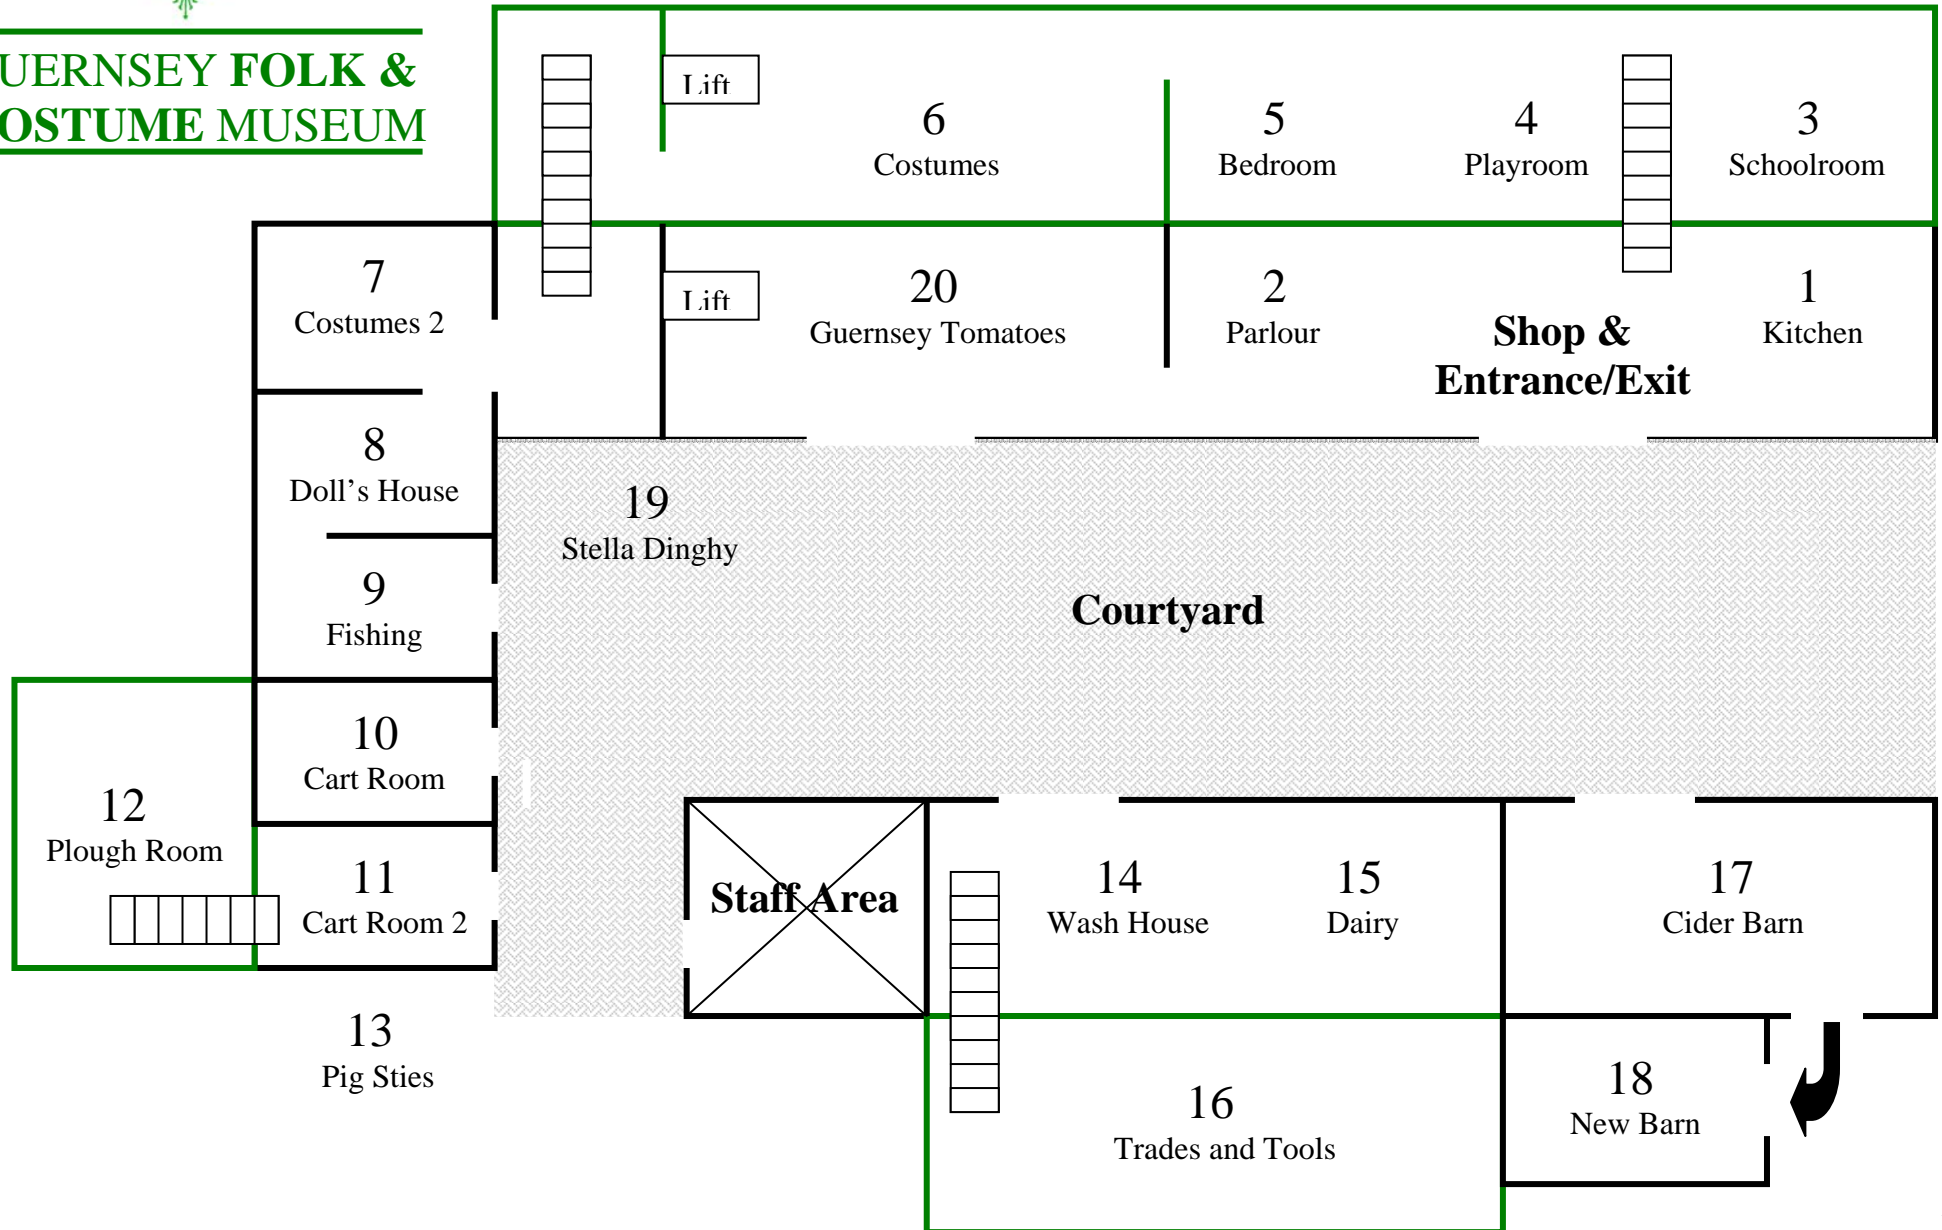 UERNSEY FOLK &
OSTUME MUSEUM
Lift
6
Costumes
5
Bedroom
4
Playroom
3
Schoolroom
7
Costumes 2
Lift
20
Guernsey Tomatoes
2
Parlour
Shop &
Entrance/Exit
1
Kitchen
8
Doll’s House
19
Stella Dinghy
9
Fishing
Courtyard
10
Cart Room
12
Plough Room
11
Cart Room 2
Staff Area
14
Wash House
15
Dairy
17
Cider Barn
13
Pig Sties
16
Trades and Tools
18
New Barn